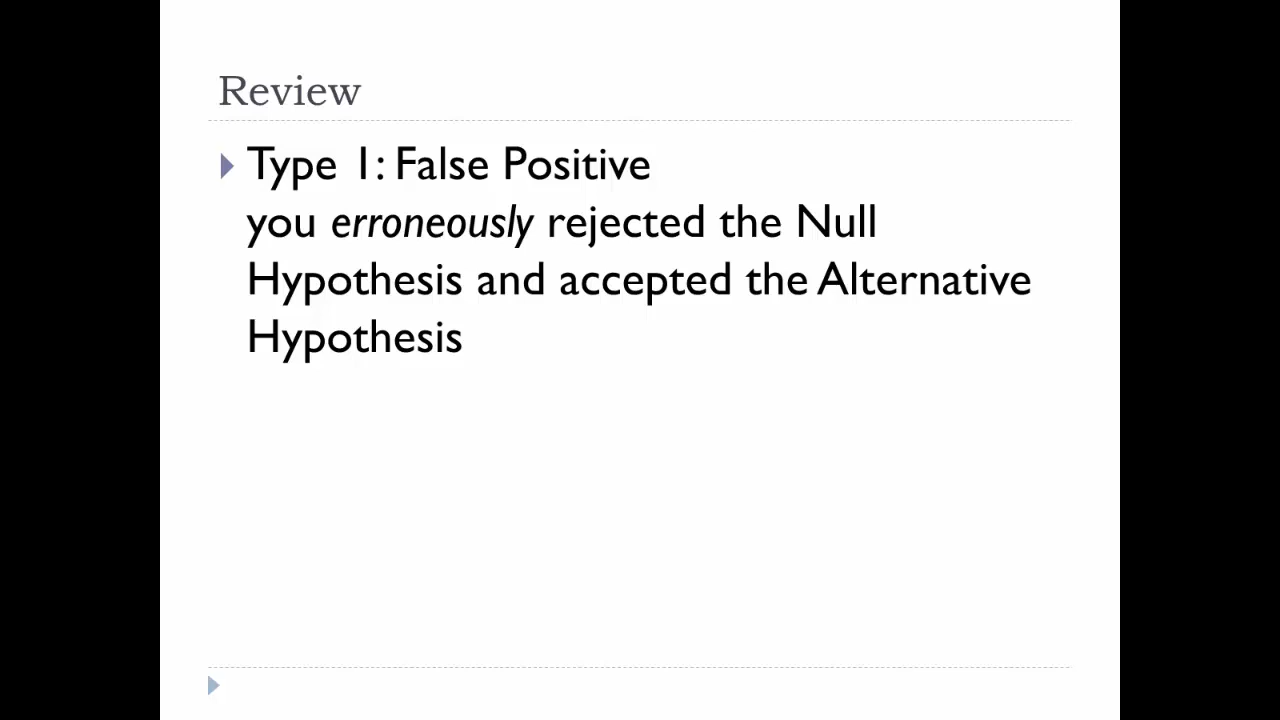 Review
Type 1: False Positive
you erroneously rejected the Null
Hypothesis and accepted the Alternative
Hypothesis